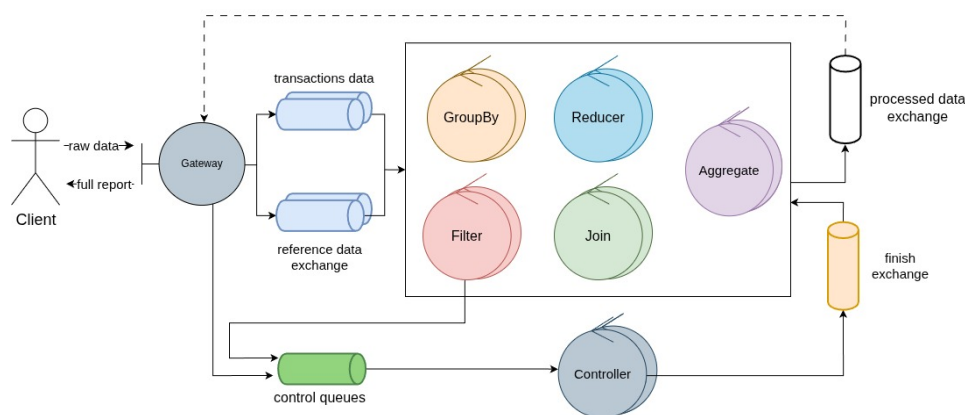 transactions data
GroupBy
Reducer
processed data
exchange
raw data
Gateway
Aggregate
full report
Client
Filter
Join
reference data
exchange
finish
exchange
Controller
control queues